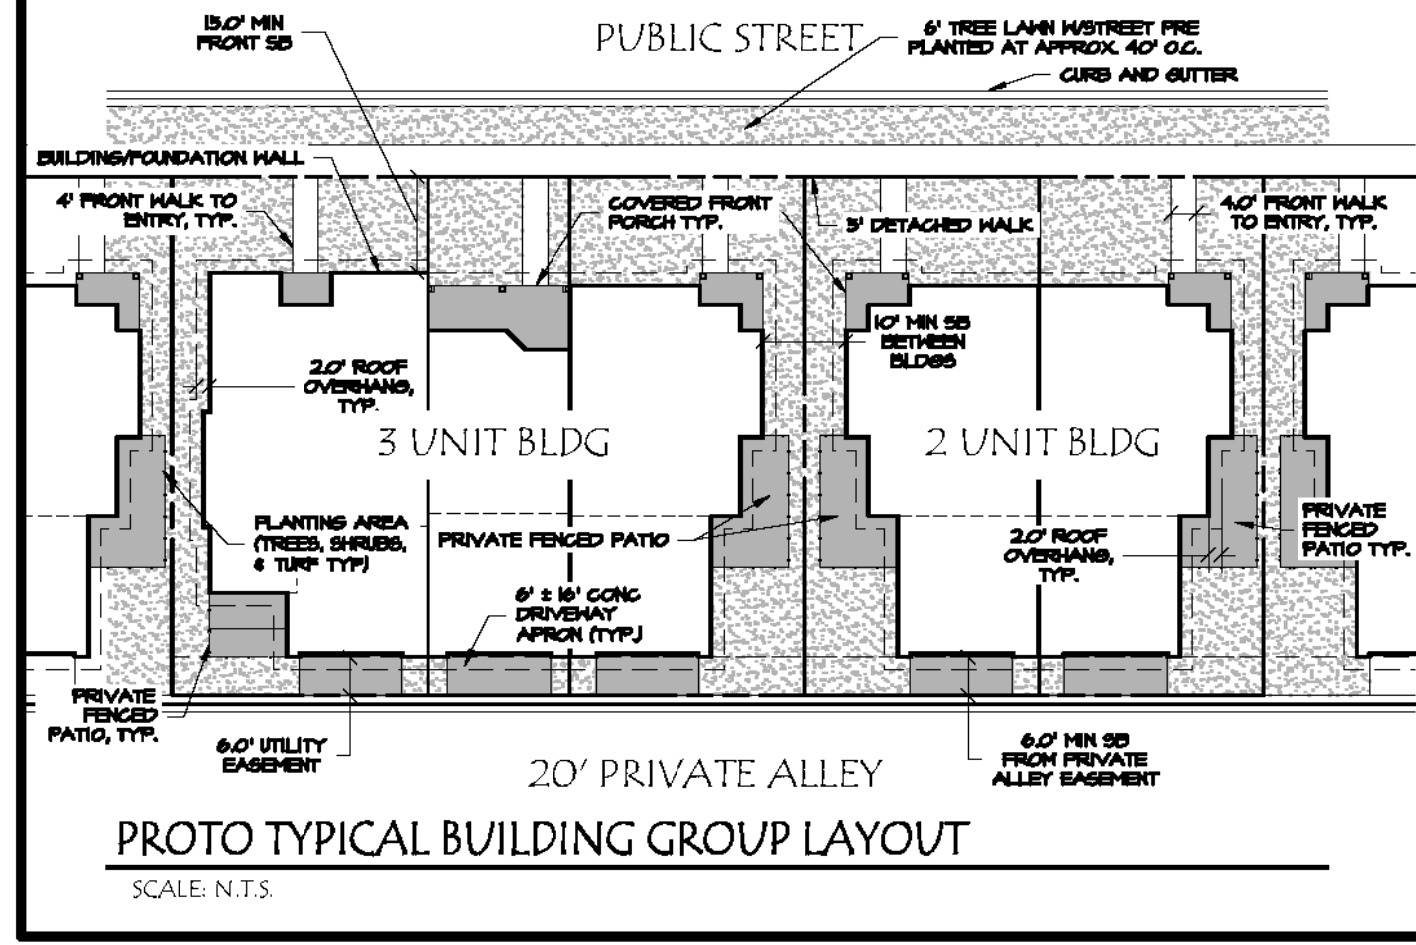 15.0' MIN
FRONT SB
PUBLIC STREET
6' TREE LAWN W/STREET PRE
PLANTED AT APPROX. 40' O.C.
CURB AND GUTTER
BUILDING/FOUNDATION WALL
4' FRONT WALK TO
ENTRY, TYP.
COVERED FRONT
PORCH TYP.
5' DETACHED WALK
4.0' FRONT WALK
TO ENTRY, TYP.
10' MIN SB
BETWEEN
BLDGS
2.0' ROOF
OVERHANG,
TYP.
3 UNIT BLDG
2 UNIT BLDG
PLANTING AREA
(TREES, SHRUBS,
& TURF TYP)
PRIVATE FENCED PATIO
2.0' ROOF
OVERHANG,
TYP.
PRIVATE
FENCED
PATIO TYP.
6' ± 16' CONC
DRIVEWAY
APRON (TYP.)
PRIVATE
FENCED
PATIO, TYP.
6.0' UTILITY
EASEMENT
6.0' MIN SB
FROM PRIVATE
ALLEY EASEMENT
20' PRIVATE ALLEY
PROTO TYPICAL BUILDING GROUP LAYOUT
SCALE: N.T.S.